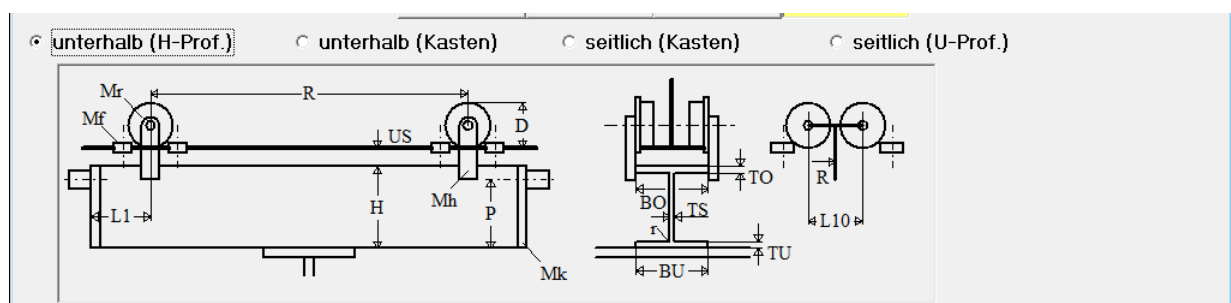 unterhalb (H-Prof.) unterhalb (Kasten) seitlich (Kasten) seitlich (U-Prof.)
Mr R
Mf D
US
TO
Mh BO R
L1 H P TS
r L10
TU
Mk BU